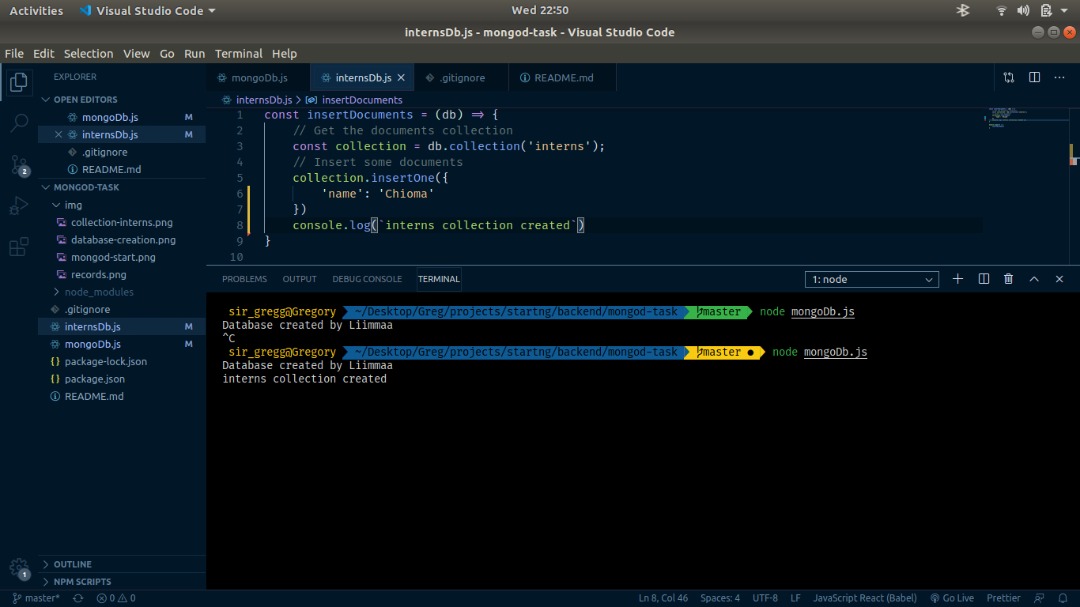 Activities Visual Studio Code Wed 22:50
internsDb.js - mongod-task - Visual Studio Code
File Edit Selection View Go Run Terminal Help
EXPLORER
OPEN EDITORS
mongoDb.js M
internsDb.js M
.gitignore
README.md
MONGOD-TASK
img
collection-interns.png
database-creation.png
mongod-start.png
records.png
node_modules
.gitignore
internsDb.js M
mongoDb.js M
package-lock.json
package.json
README.md
OUTLINE
NPM SCRIPTS
2
1
mongoDb.js internsDb.js .gitignore README.md
internsDb.js > insertDocuments
1 const insertDocuments = (db) => {
2 // Get the documents collection
3 const collection = db.collection('interns');
4 // Insert some documents
5 collection.insertOne({
6 'name': 'Chioma'
7 })
8 console.log(`interns collection created`)
9 }
10
PROBLEMS OUTPUT DEBUG CONSOLE TERMINAL 1: node
sir_gregg@Gregory ~/Desktop/Greg/projects/startng/backend/mongod-task master node mongoDb.js
Database created by Liimmaa
^C
sir_gregg@Gregory ~/Desktop/Greg/projects/startng/backend/mongod-task master ● node mongoDb.js
Database created by Liimmaa
interns collection created
master* 0 0 Ln 8, Col 46 Spaces: 4 UTF-8 LF JavaScript React (Babel) Go Live Prettier